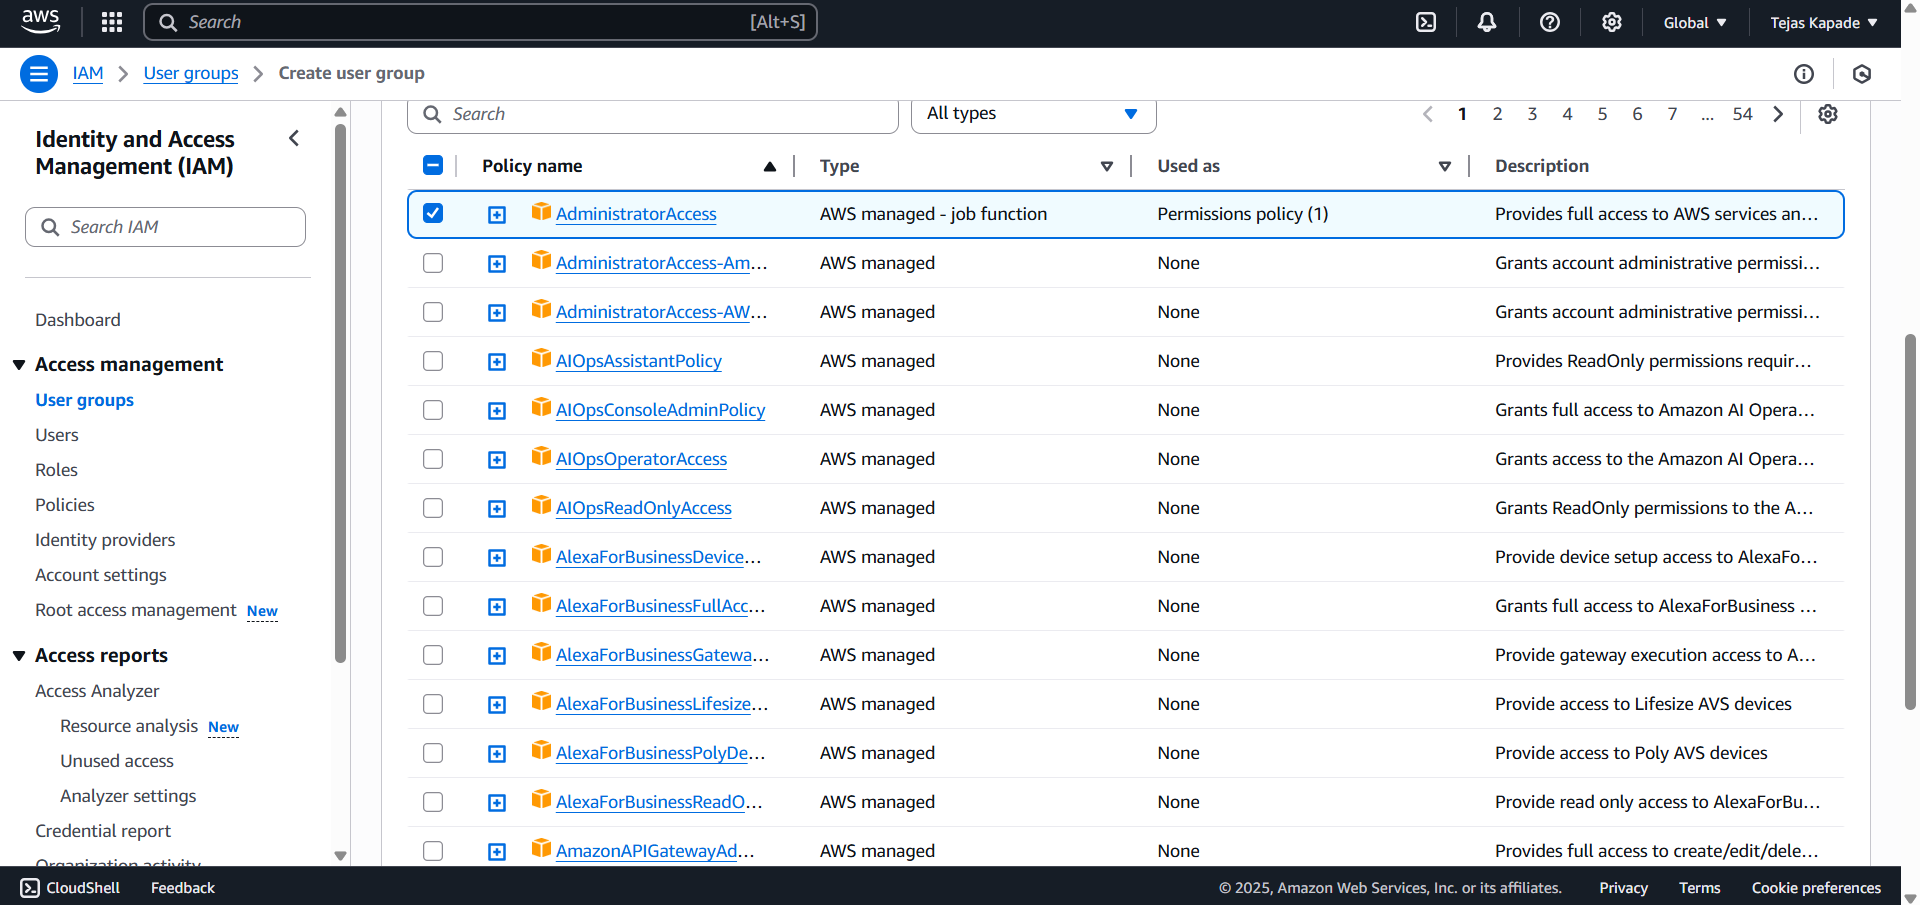 aws Search [Alt+S] Global Tejas Kapade
IAM User groups Create user group
Identity and Access
Management (IAM)
Search IAM
Dashboard
Access management
User groups
Users
Roles
Policies
Identity providers
Account settings
Root access management New
Access reports
Access Analyzer
Resource analysis New
Unused access
Analyzer settings
Credential report
Organization activity
Search All types 1 2 3 4 5 6 7 ... 54
Policy name Type Used as Description
AdministratorAccess AWS managed - job function Permissions policy (1) Provides full access to AWS services an...
AdministratorAccess-Am... AWS managed None Grants account administrative permissi...
AdministratorAccess-AW... AWS managed None Grants account administrative permissi...
AIOpsAssistantPolicy AWS managed None Provides ReadOnly permissions requir...
AIOpsConsoleAdminPolicy AWS managed None Grants full access to Amazon AI Opera...
AIOpsOperatorAccess AWS managed None Grants access to the Amazon AI Opera...
AIOpsReadOnlyAccess AWS managed None Grants ReadOnly permissions to the A...
AlexaForBusinessDevice... AWS managed None Provide device setup access to AlexaFo...
AlexaForBusinessFullAcc... AWS managed None Grants full access to AlexaForBusiness ...
AlexaForBusinessGatewa... AWS managed None Provide gateway execution access to A...
AlexaForBusinessLifesize... AWS managed None Provide access to Lifesize AVS devices
AlexaForBusinessPolyDe... AWS managed None Provide access to Poly AVS devices
AlexaForBusinessReadO... AWS managed None Provide read only access to AlexaForBu...
AmazonAPIGatewayAd... AWS managed None Provides full access to create/edit/dele...
CloudShell Feedback © 2025, Amazon Web Services, Inc. or its affiliates. Privacy Terms Cookie preferences